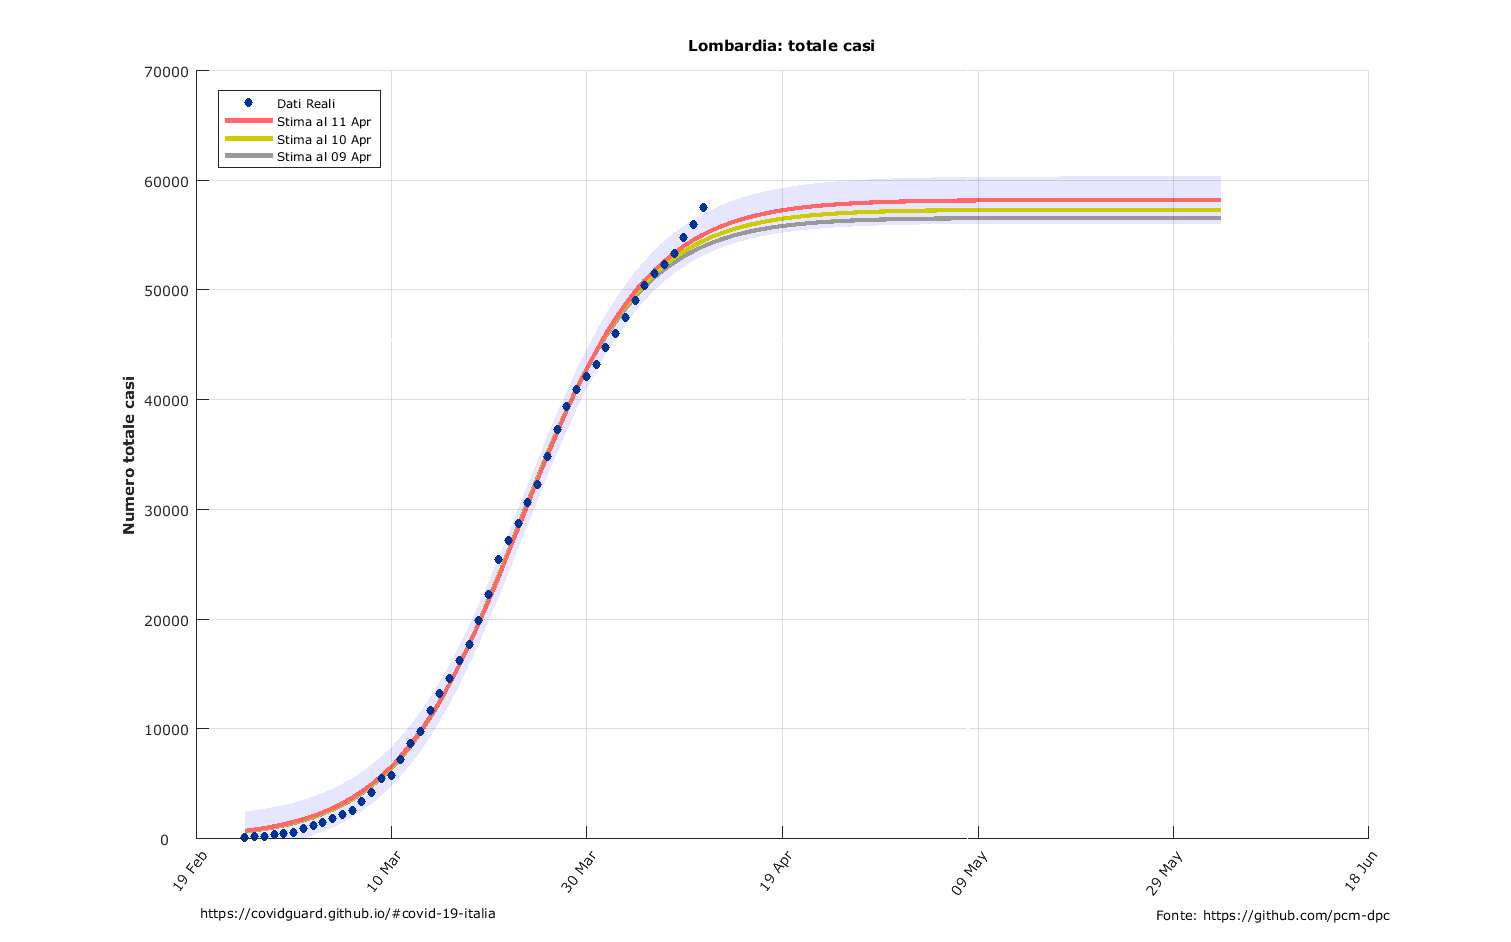 Lombardia: totale casi
70000
60000
50000
40000
30000
20000
10000
0
Numero totale casi
Dati Reali
Stima al 11 Apr
Stima al 10 Apr
Stima al 09 Apr
19 Feb
10 Mar
30 Mar
19 Apr
09 May
29 May
18 Jun
https://covidguard.github.io/#covid-19-italia
Fonte: https://github.com/pcm-dpc